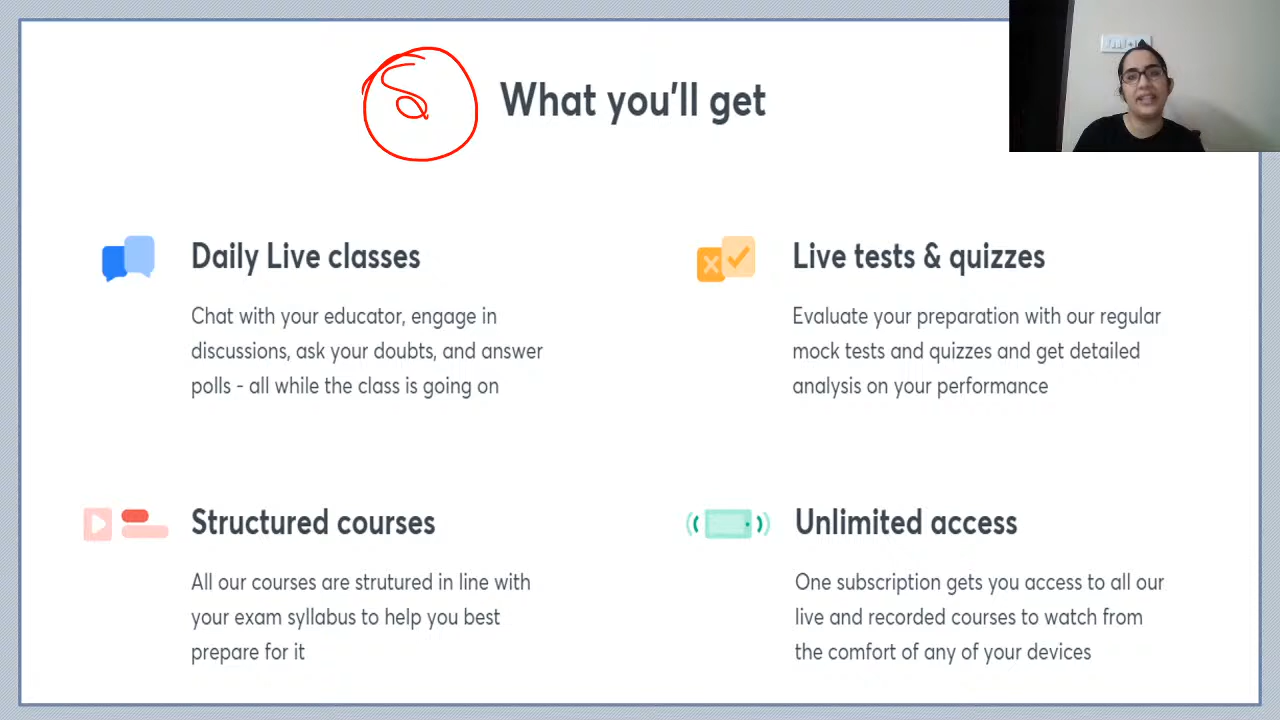 What you'll get
Daily Live classes
Chat with your educator, engage in
discussions, ask your doubts, and answer
polls - all while the class is going on
Live tests & quizzes
Evaluate your preparation with our regular
mock tests and quizzes and get detailed
analysis on your performance
Structured courses
All our courses are strutured in line with
your exam syllabus to help you best
prepare for it
Unlimited access
One subscription gets you access to all our
live and recorded courses to watch from
the comfort of any of your devices